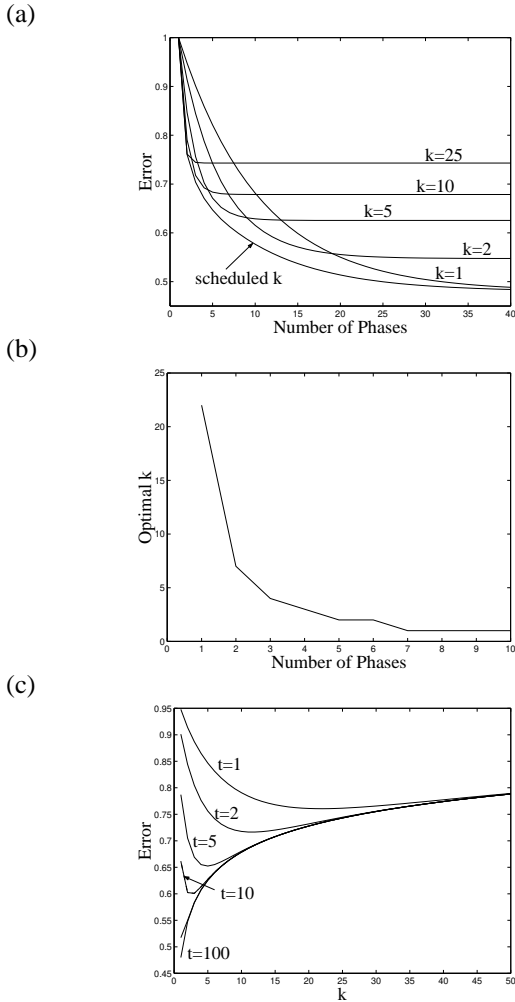 (a)
1
0.9
0.8
0.7
0.6
0.5
0 5 10 15 20 25 30 35 40
Error
Number of Phases
k=25
k=10
k=5
k=2
k=1
scheduled k
(b)
25
20
15
10
5
0
0 1 2 3 4 5 6 7 8 9 10
Optimal k
Number of Phases
(c)
0.95
0.9
0.85
0.8
0.75
0.7
0.65
0.6
0.55
0.5
0.45
0 5 10 15 20 25 30 35 40 45 50
Error
k
t=1
t=2
t=5
t=10
t=100